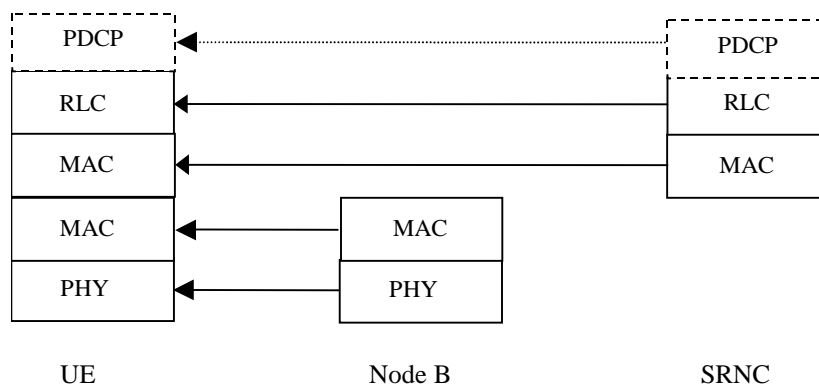 PDCP PDCP
RLC RLC
MAC MAC
MAC MAC
PHY PHY
UE Node B SRNC